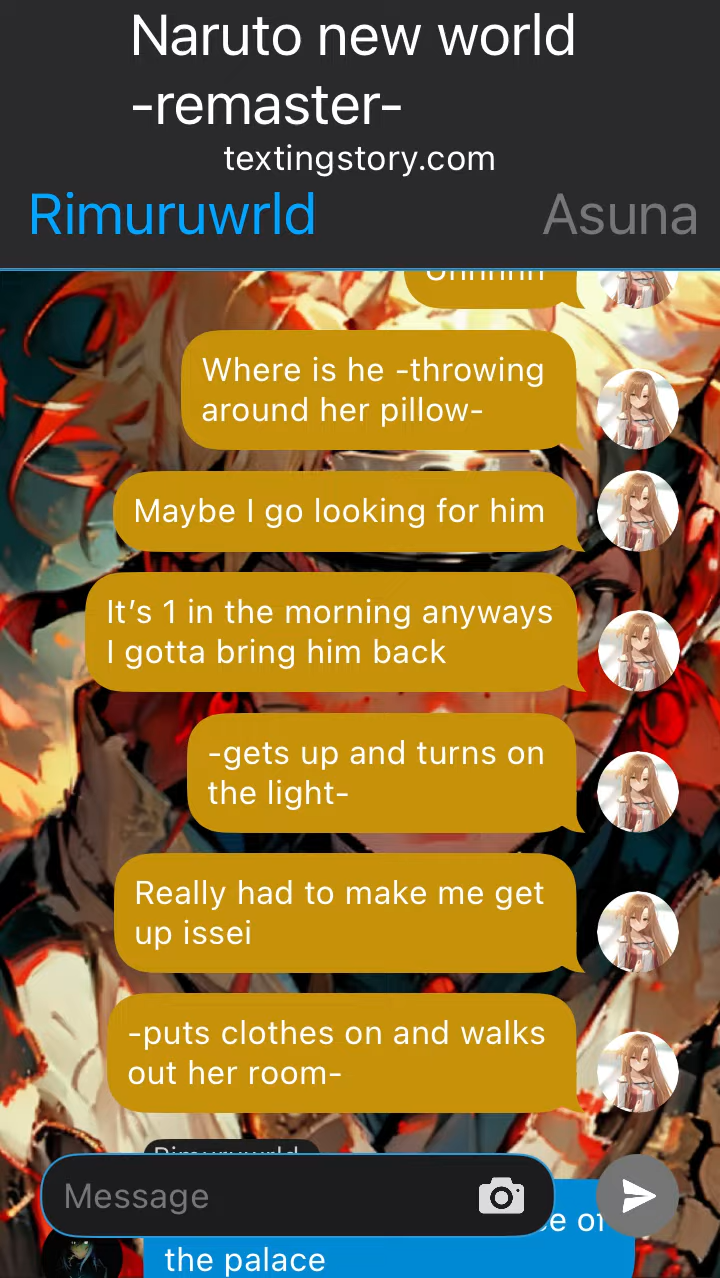 Naruto new world
-remaster-
textingstory.com
Rimuruwrld
Asuna
Where is he -throwing
around her pillow-
Maybe I go looking for him
It’s 1 in the morning anyways
I gotta bring him back
-gets up and turns on
the light-
Really had to make me get
up issei
-puts clothes on and walks
out her room-
Rimuruwrld
Message
of
the palace